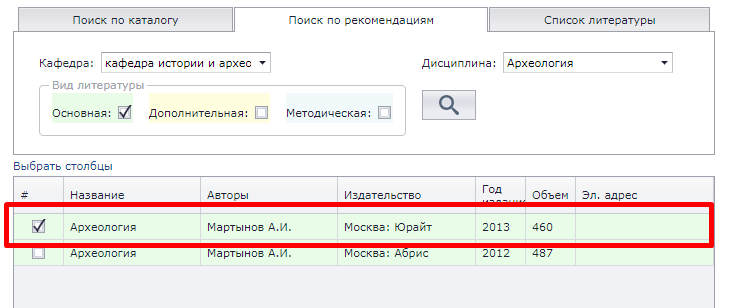 Поиск по каталогу Поиск по рекомендациям Список литературы
Кафедра: кафедра истории и архео Дисциплина: Археология
Вид литературы
Основная: Дополнительная: Методическая:
Выбрать столбцы
# Название Авторы Издательство Год издани Объем Эл. адрес
Археология Мартынов А.И. Москва: Юрайт 2013 460
Археология Мартынов А.И. Москва: Абрис 2012 487